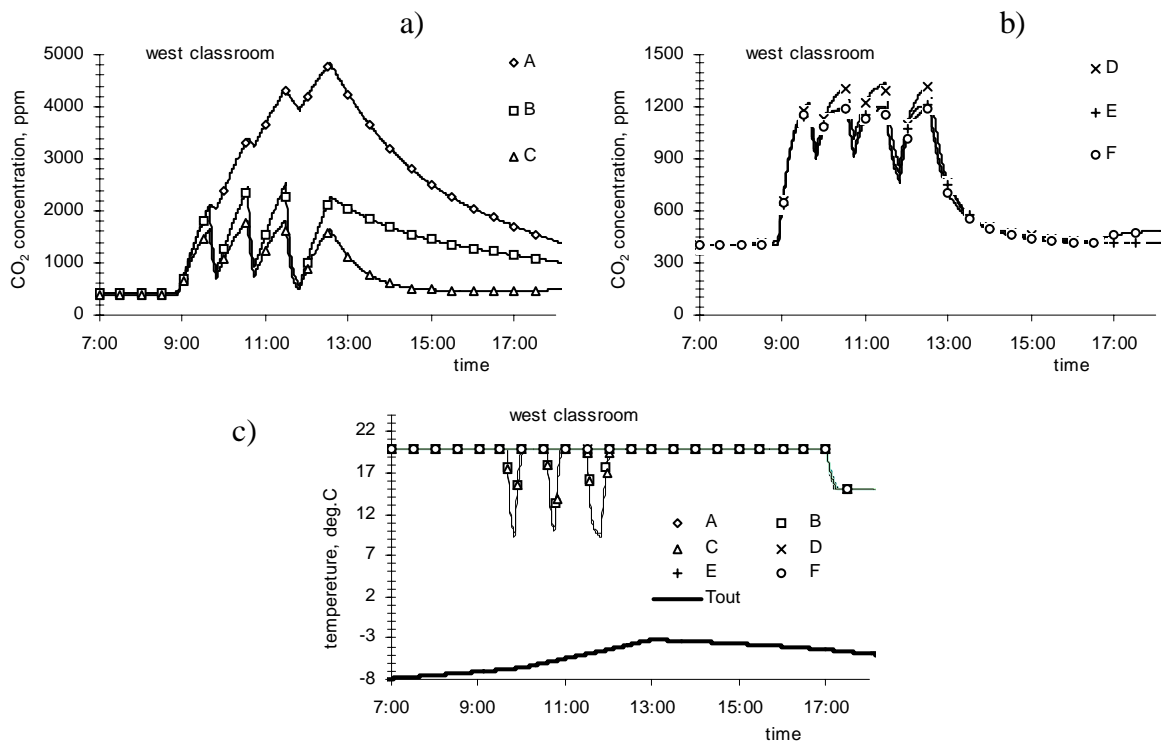 a)
west classroom
5000
4000
3000
2000
1000
0
CO2 concentration, ppm
A
B
C
7:00 9:00 11:00 13:00 15:00 17:00
time
b)
west classroom
1500
1200
900
600
300
0
CO2 concentration, ppm
D
E
F
7:00 9:00 11:00 13:00 15:00 17:00
time
c)
west classroom
22
17
12
7
2
-3
-8
tempereture, deg.C
A B
C D
E F
Tout
7:00 9:00 11:00 13:00 15:00 17:00
time